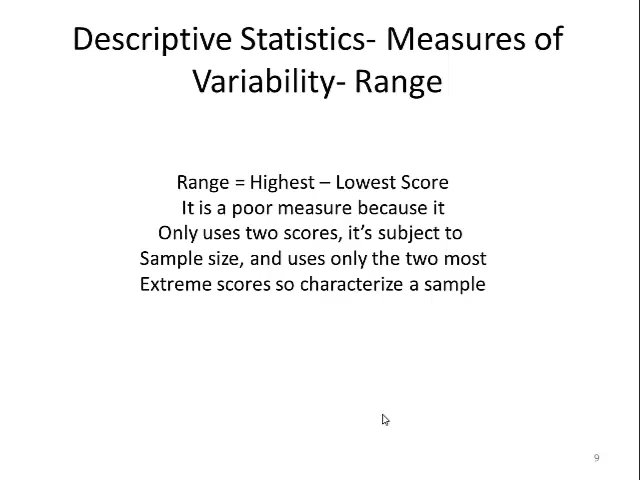 Descriptive Statistics- Measures of
Variability- Range
Range = Highest – Lowest Score
It is a poor measure because it
Only uses two scores, it’s subject to
Sample size, and uses only the two most
Extreme scores so characterize a sample
9